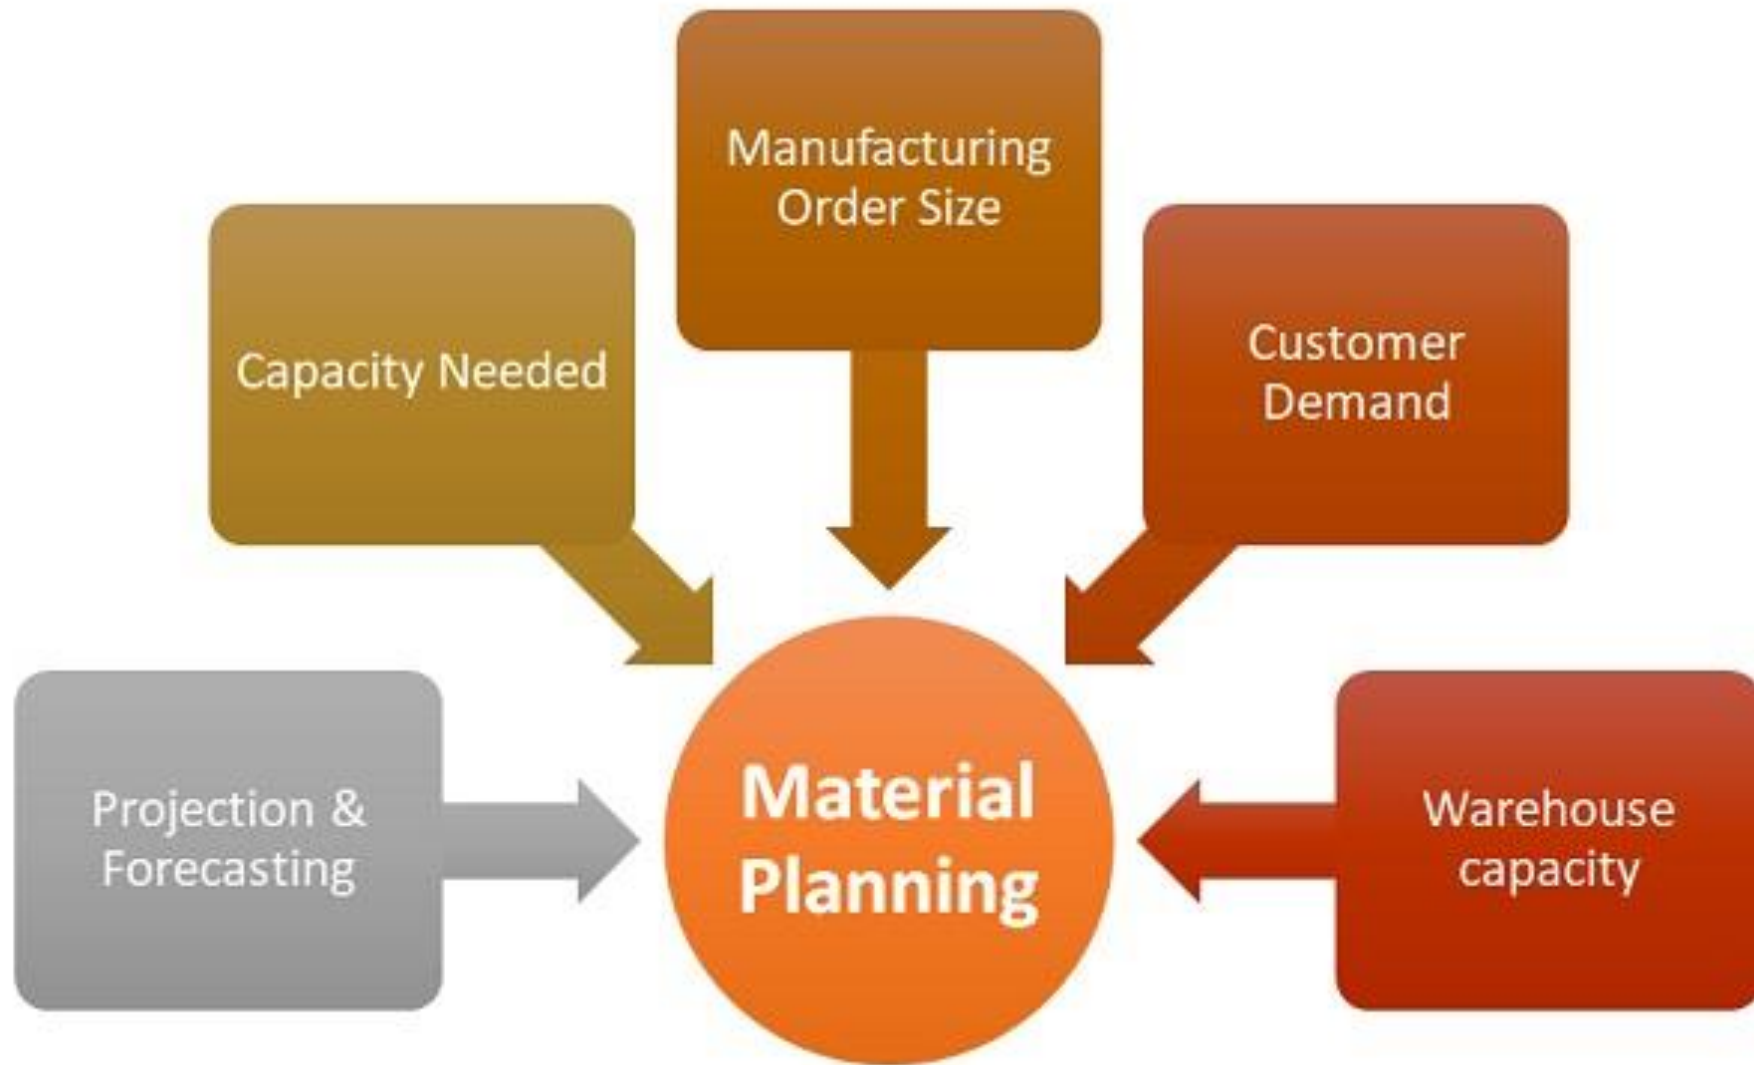 Manufacturing
Order Size
Capacity Needed
Customer
Demand
Projection &
Forecasting
Material
Planning
Warehouse
capacity